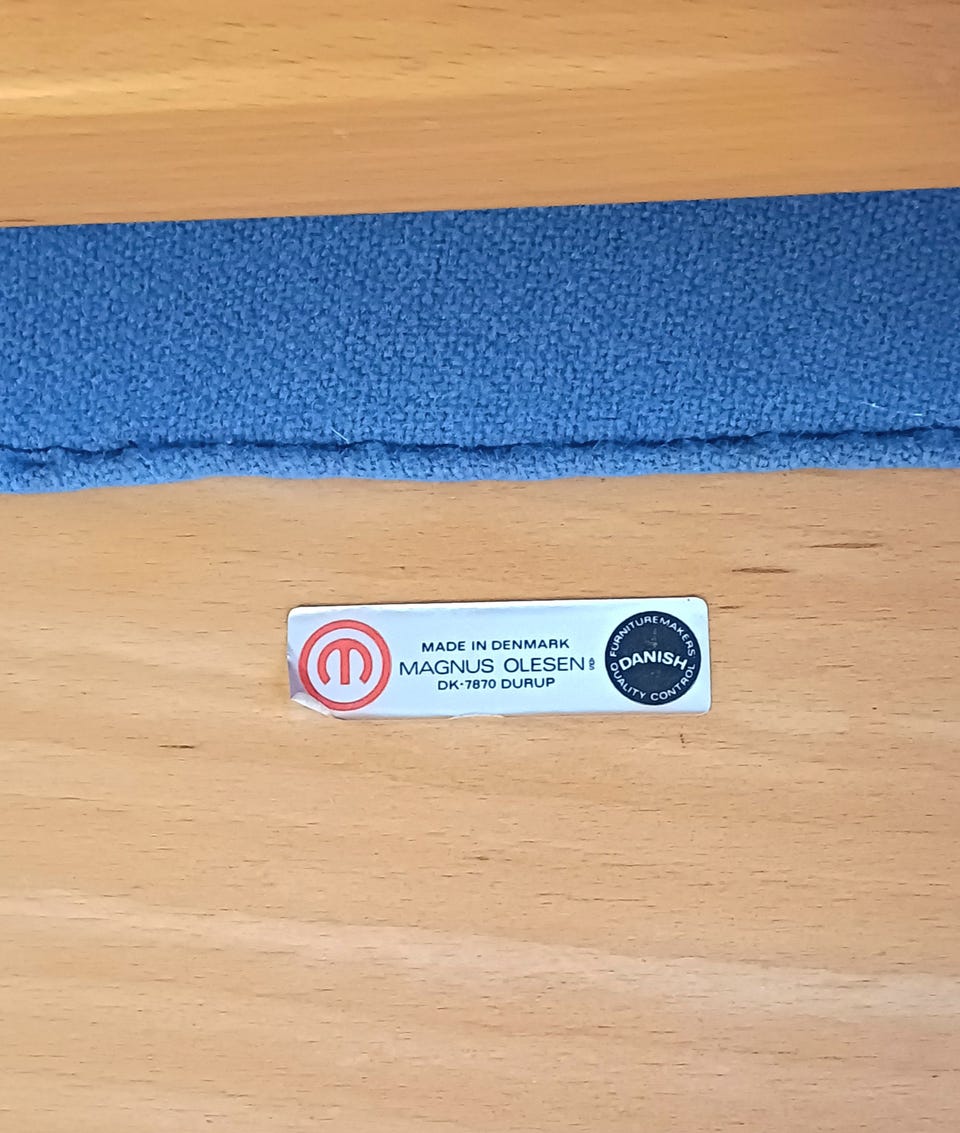 MADE IN DENMARK
MAGNUS OLESEN
DK-7870 DURUP
FURNITUREMAKERS
DANISH
QUALITY CONTROL